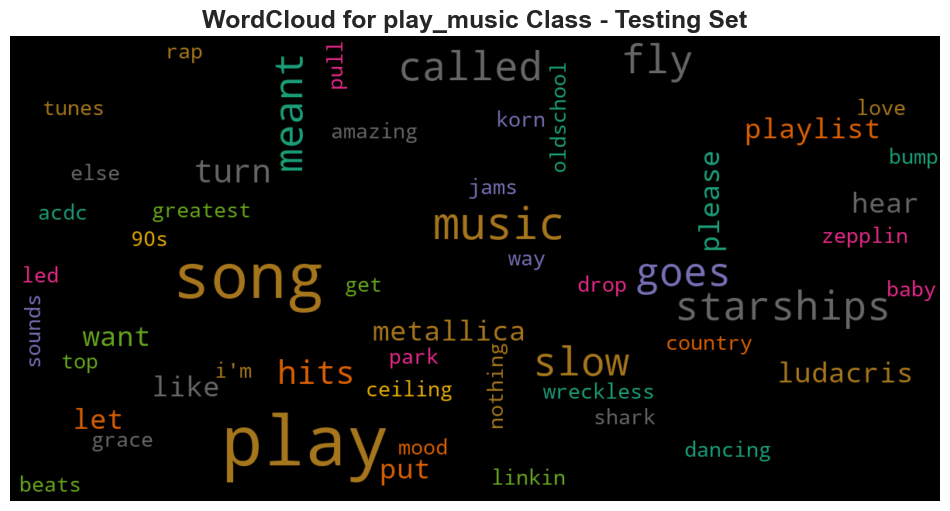 WordCloud for play_music Class - Testing Set
rap
pull
called
fly
meant
oldschool
tunes
love
korn
playlist
amazing
bump
please
turn
else
jams
hear
acdc
greatest
music
90s
zepplin
way
led
song
get
drop
goes
baby
starships
sounds
want
metallica
country
top
park
nothing
slow
i'm
hits
ludacris
like
ceiling
wreckless
let
shark
grace
play
mood
dancing
put
linkin
beats